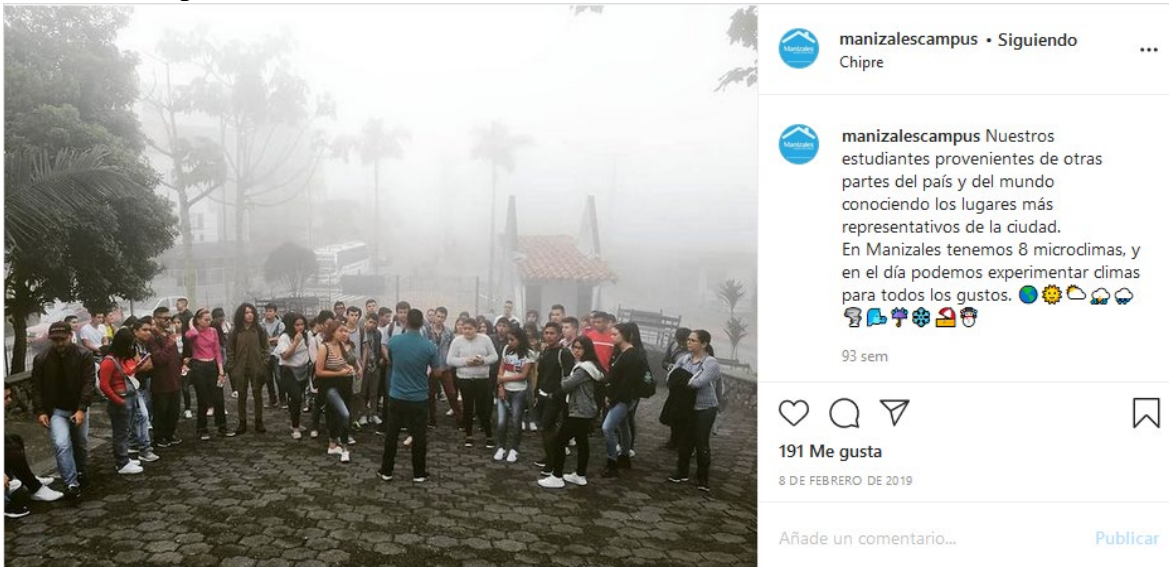 manizalescampus • Siguiendo
Chipre
Manizales
manizalescampus Nuestros
estudiantes provenientes de otras
partes del país y del mundo
conociendo los lugares más
representativos de la ciudad.
En Manizales tenemos 8 microclimas, y
en el día podemos experimentar climas
para todos los gustos. 🌎🌞🌥⛈🌧
🌪🌬☔❄🏔☃
Manizales
93 sem
191 Me gusta
8 DE FEBRERO DE 2019
Añade un comentario...
Publicar